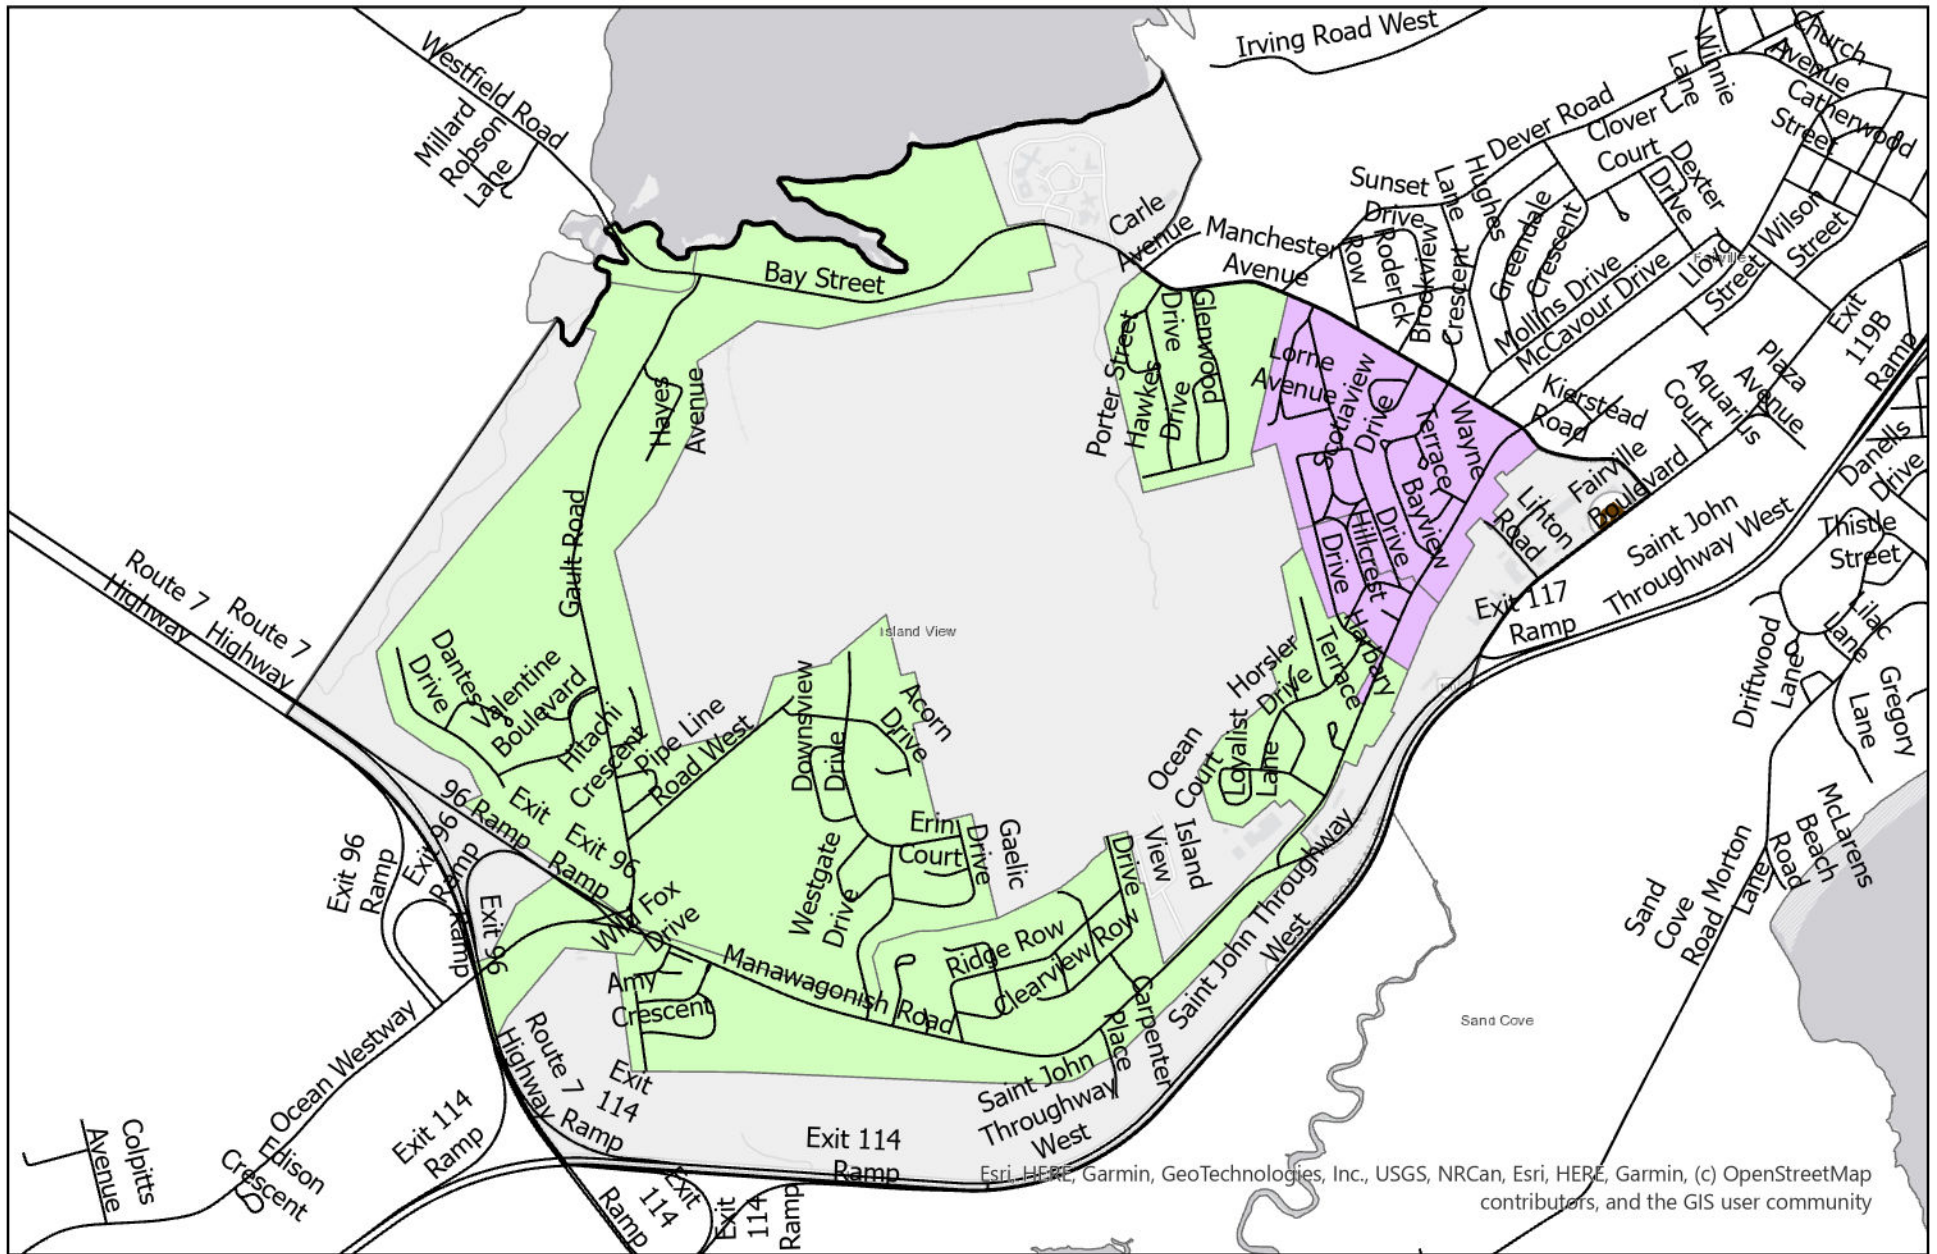 Irving Road West
Church
Avenue
Winnie
Lane
Westfield Road
Millard
Robson
Lane
Dever Road
Clover
Court
Catherwood
Street
Dexter
Drive
Hughes
Lane
Sunset
Drive
Greendale
Crescent
Wilson
Street
Carle
Avenue
Manchester
Avenue
Roderick
Row
Brookview
Crescent
Mollins Drive
McCavour Drive
Lloyd
Street
Fairville
Bay Street
Exit
119B
Ramp
Plaza
Avenue
Aquarius
Court
Kierstead
Road
Porter Street
Hawkes
Drive
Glenwood
Drive
Lorne
Avenue
Scotiaview
Drive
Wayne
Terrace
Bayview
Drive
Hillcrest
Drive
Hayes
Avenue
Fairville
Boulevard
Linton
Road
Danells
Drive
Saint John
Throughway West
Thistle
Street
Exit 117
Ramp
Lilac
Lane
Gault Road
Route 7
Highway
Route 7
Highway
Island View
Dantes
Drive
Valentine
Boulevard
Hitachi
Crescent
Pipe Line
Road West
Downsview
Drive
Acorn
Drive
Horsler
Drive
Harbary
Terrace
Driftwood
Lane
Gregory
Lane
Ocean
Court
Loyalist
Lane
Exit
96 Ramp
Exit 96
Ramp
Exit 96
Ramp
Exit 96
Ramp
Exit 96
Ramp
Erin
Court
Gaelic
Drive
Westgate
Drive
Island
View
Drive
McLarens
Beach
Road
Morton
Lane
Sand
Cove
Road
Wild Fox
Drive
Ridge Row
Clearview Row
Manawagonish Road
Amy
Crescent
Carpenter
Place
Saint John Throughway
West
Sand Cove
Ocean Westway
Route 7
Highway
Exit
114
Ramp
Saint John
Throughway
West
Exit 114
Ramp
Exit 114
Ramp
Colpitts
Avenue
Edison
Crescent
Exit
114
Ramp
Exit
114
Ramp
Esri, HERE, Garmin, GeoTechnologies, Inc., USGS, NRCan, Esri, HERE, Garmin, (c) OpenStreetMap
contributors, and the GIS user community